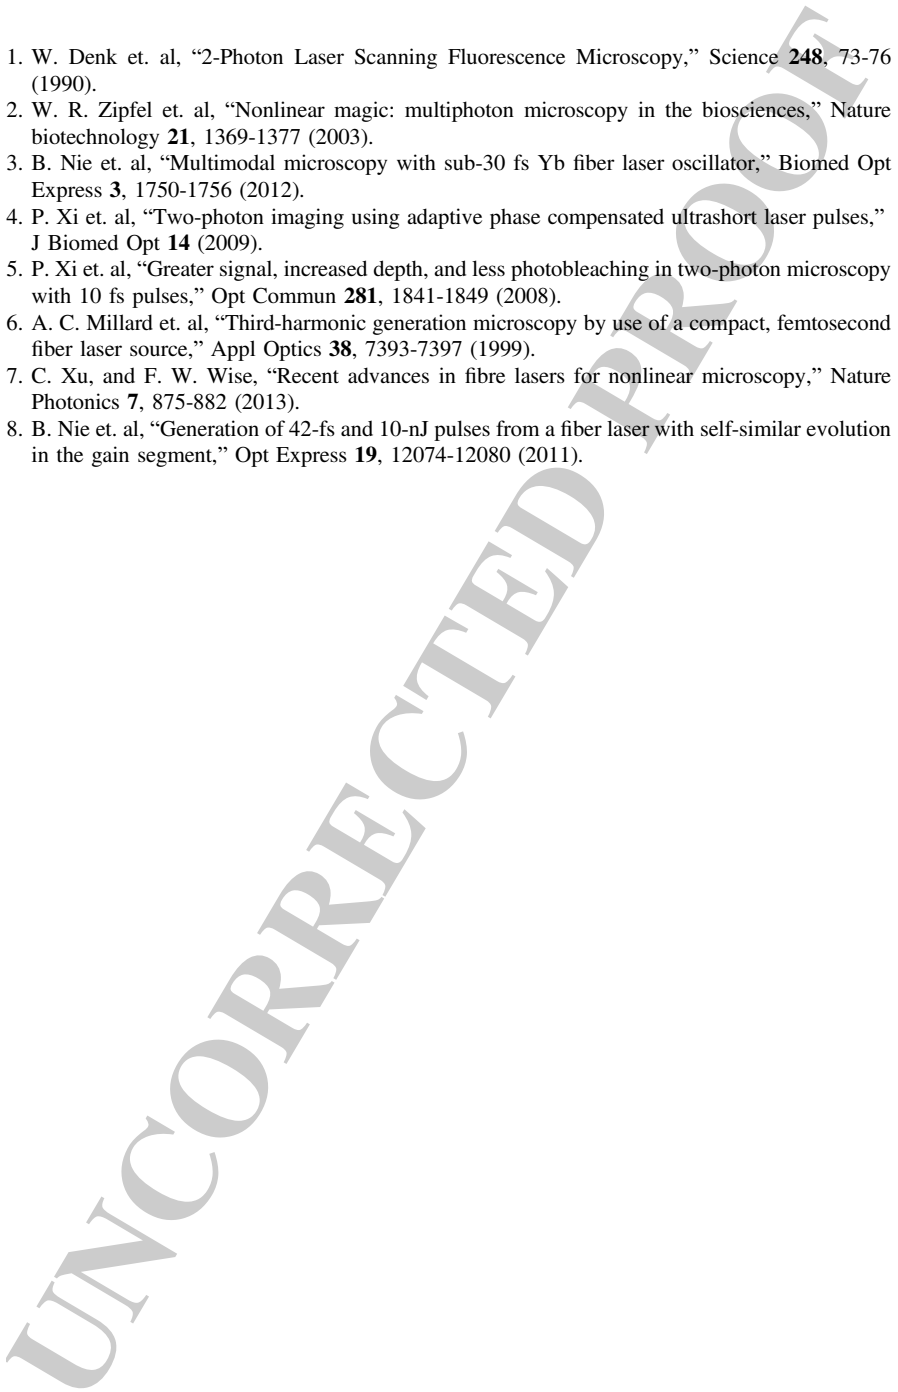 1. W. Denk et. al, “2-Photon Laser Scanning Fluorescence Microscopy,” Science 248, 73-76
(1990).
2. W. R. Zipfel et. al, “Nonlinear magic: multiphoton microscopy in the biosciences,” Nature
biotechnology 21, 1369-1377 (2003).
3. B. Nie et. al, “Multimodal microscopy with sub-30 fs Yb fiber laser oscillator,” Biomed Opt
Express 3, 1750-1756 (2012).
4. P. Xi et. al, “Two-photon imaging using adaptive phase compensated ultrashort laser pulses,”
J Biomed Opt 14 (2009).
5. P. Xi et. al, “Greater signal, increased depth, and less photobleaching in two-photon microscopy
with 10 fs pulses,” Opt Commun 281, 1841-1849 (2008).
6. A. C. Millard et. al, “Third-harmonic generation microscopy by use of a compact, femtosecond
fiber laser source,” Appl Optics 38, 7393-7397 (1999).
7. C. Xu, and F. W. Wise, “Recent advances in fibre lasers for nonlinear microscopy,” Nature
Photonics 7, 875-882 (2013).
8. B. Nie et. al, “Generation of 42-fs and 10-nJ pulses from a fiber laser with self-similar evolution
in the gain segment,” Opt Express 19, 12074-12080 (2011).
UNCORRECTED PROOF